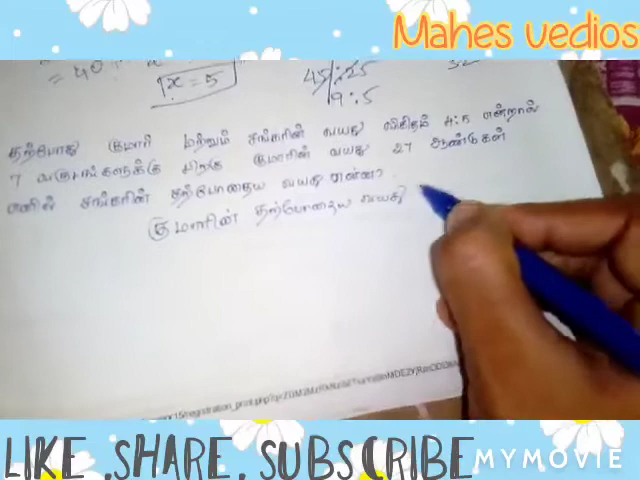 Mahes vedios
= 40
x = 5
45 : 25
9 : 5
தற்போது குமார் மற்றும் சங்கரின் வயது விகிதம் 4:5 என்றால்
7 வருடங்களுக்கு பிறகு குமாரின் வயது 27 ஆண்டுகள்
எனில் சங்கரின் தற்போதைய வயது என்ன?
குமாரின் தற்போதைய வயது
LIKE .SHARE. SUBSCRIBE
MYMOVIE